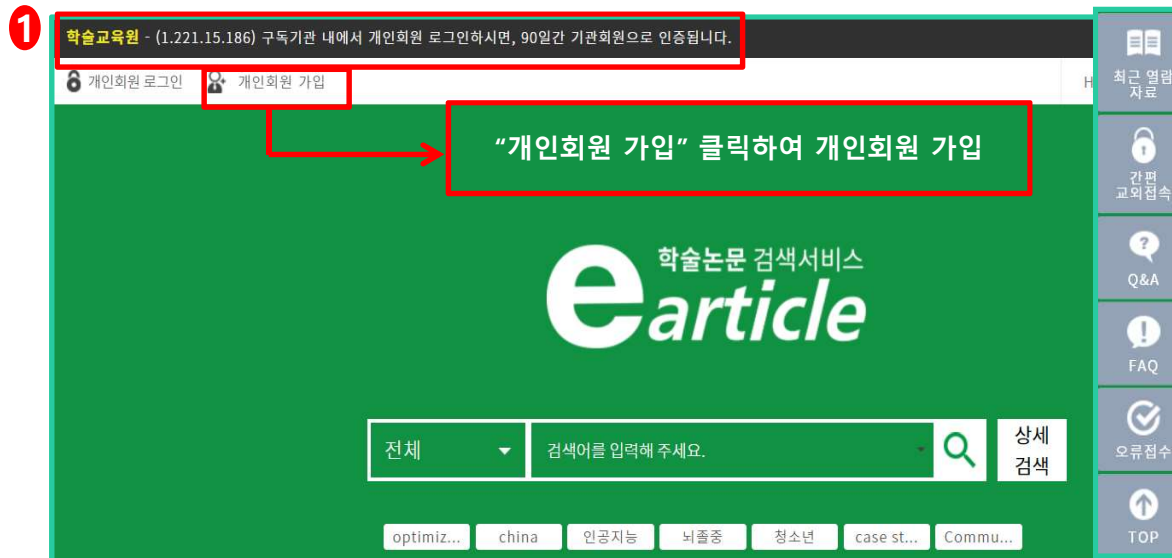 1
학술교육원 - (1.221.15.186) 구독기관 내에서 개인회원 로그인하시면, 90일간 기관회원으로 인증됩니다.
개인회원 로그인 개인회원 가입 H
“개인회원 가입” 클릭하여 개인회원 가입
학술논문 검색서비스
e article
전체 검색어를 입력해 주세요. 상세
검색
optimiz... china 인공지능 뇌졸중 청소년 case st... Commu...
최근 열람
자료
간편
교외접속
?
Q&A
!
FAQ
오류접수
TOP